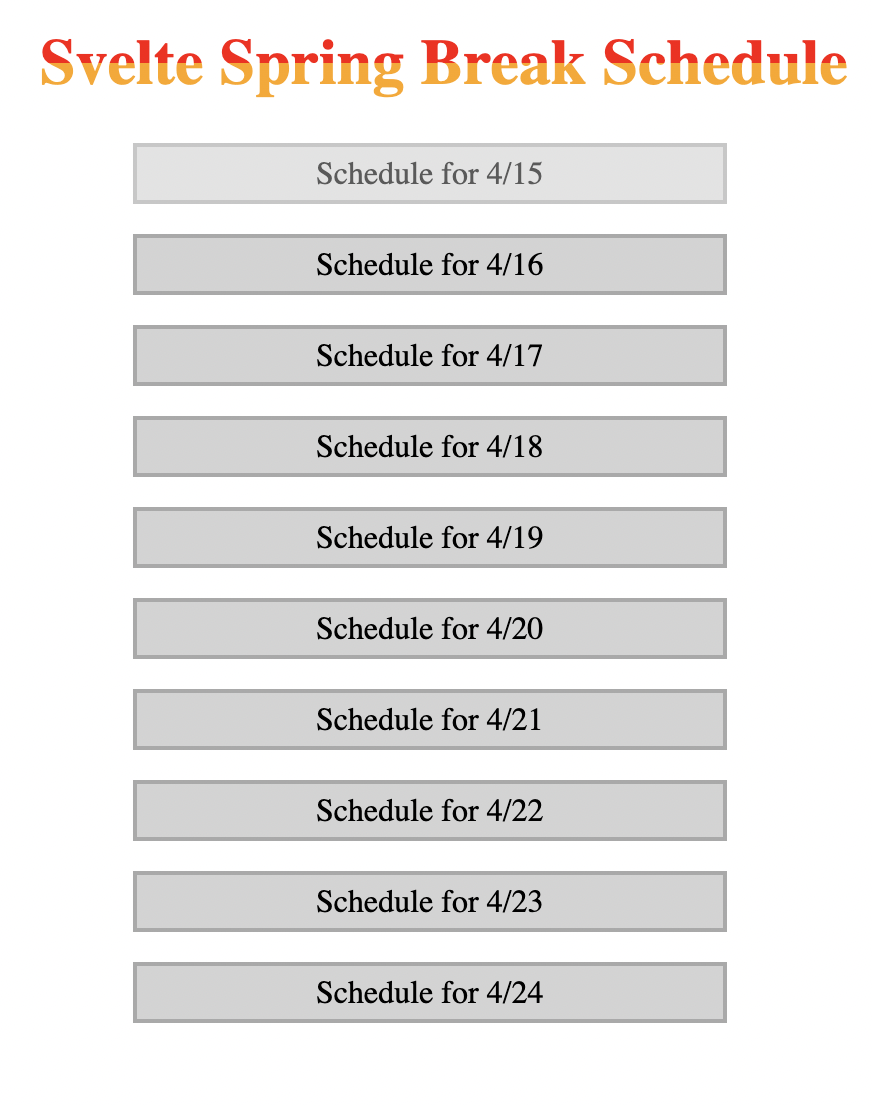 Svelte Spring Break Schedule
Schedule for 4/15
Schedule for 4/16
Schedule for 4/17
Schedule for 4/18
Schedule for 4/19
Schedule for 4/20
Schedule for 4/21
Schedule for 4/22
Schedule for 4/23
Schedule for 4/24